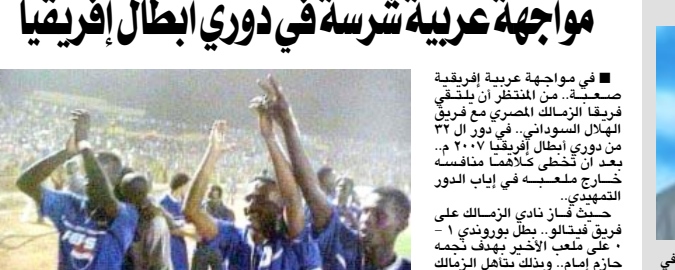 مواجهة عربية شرسة في دوري أبطال إفريقيا
■ في مواجهة عربية إفريقية
صعبة.. من المنتظر أن يلتقي
فريقا الزمالك المصري مع فريق
الهلال السوداني.. في دور ال ٣٢
من دوري أبطال إفريقيا ٢٠٠٧ م..
بعد أن تخطى كلاهما منافسه
خارج ملعبه في إياب الدور
التمهيدي..
حيث فاز نادي الزمالك على
فريق فيتالو.. بطل بوروندي ١ -
٠ على ملعب الأخير بهدف نجمه
حازم إمام.. وبذلك يتأهل الزمالك
في